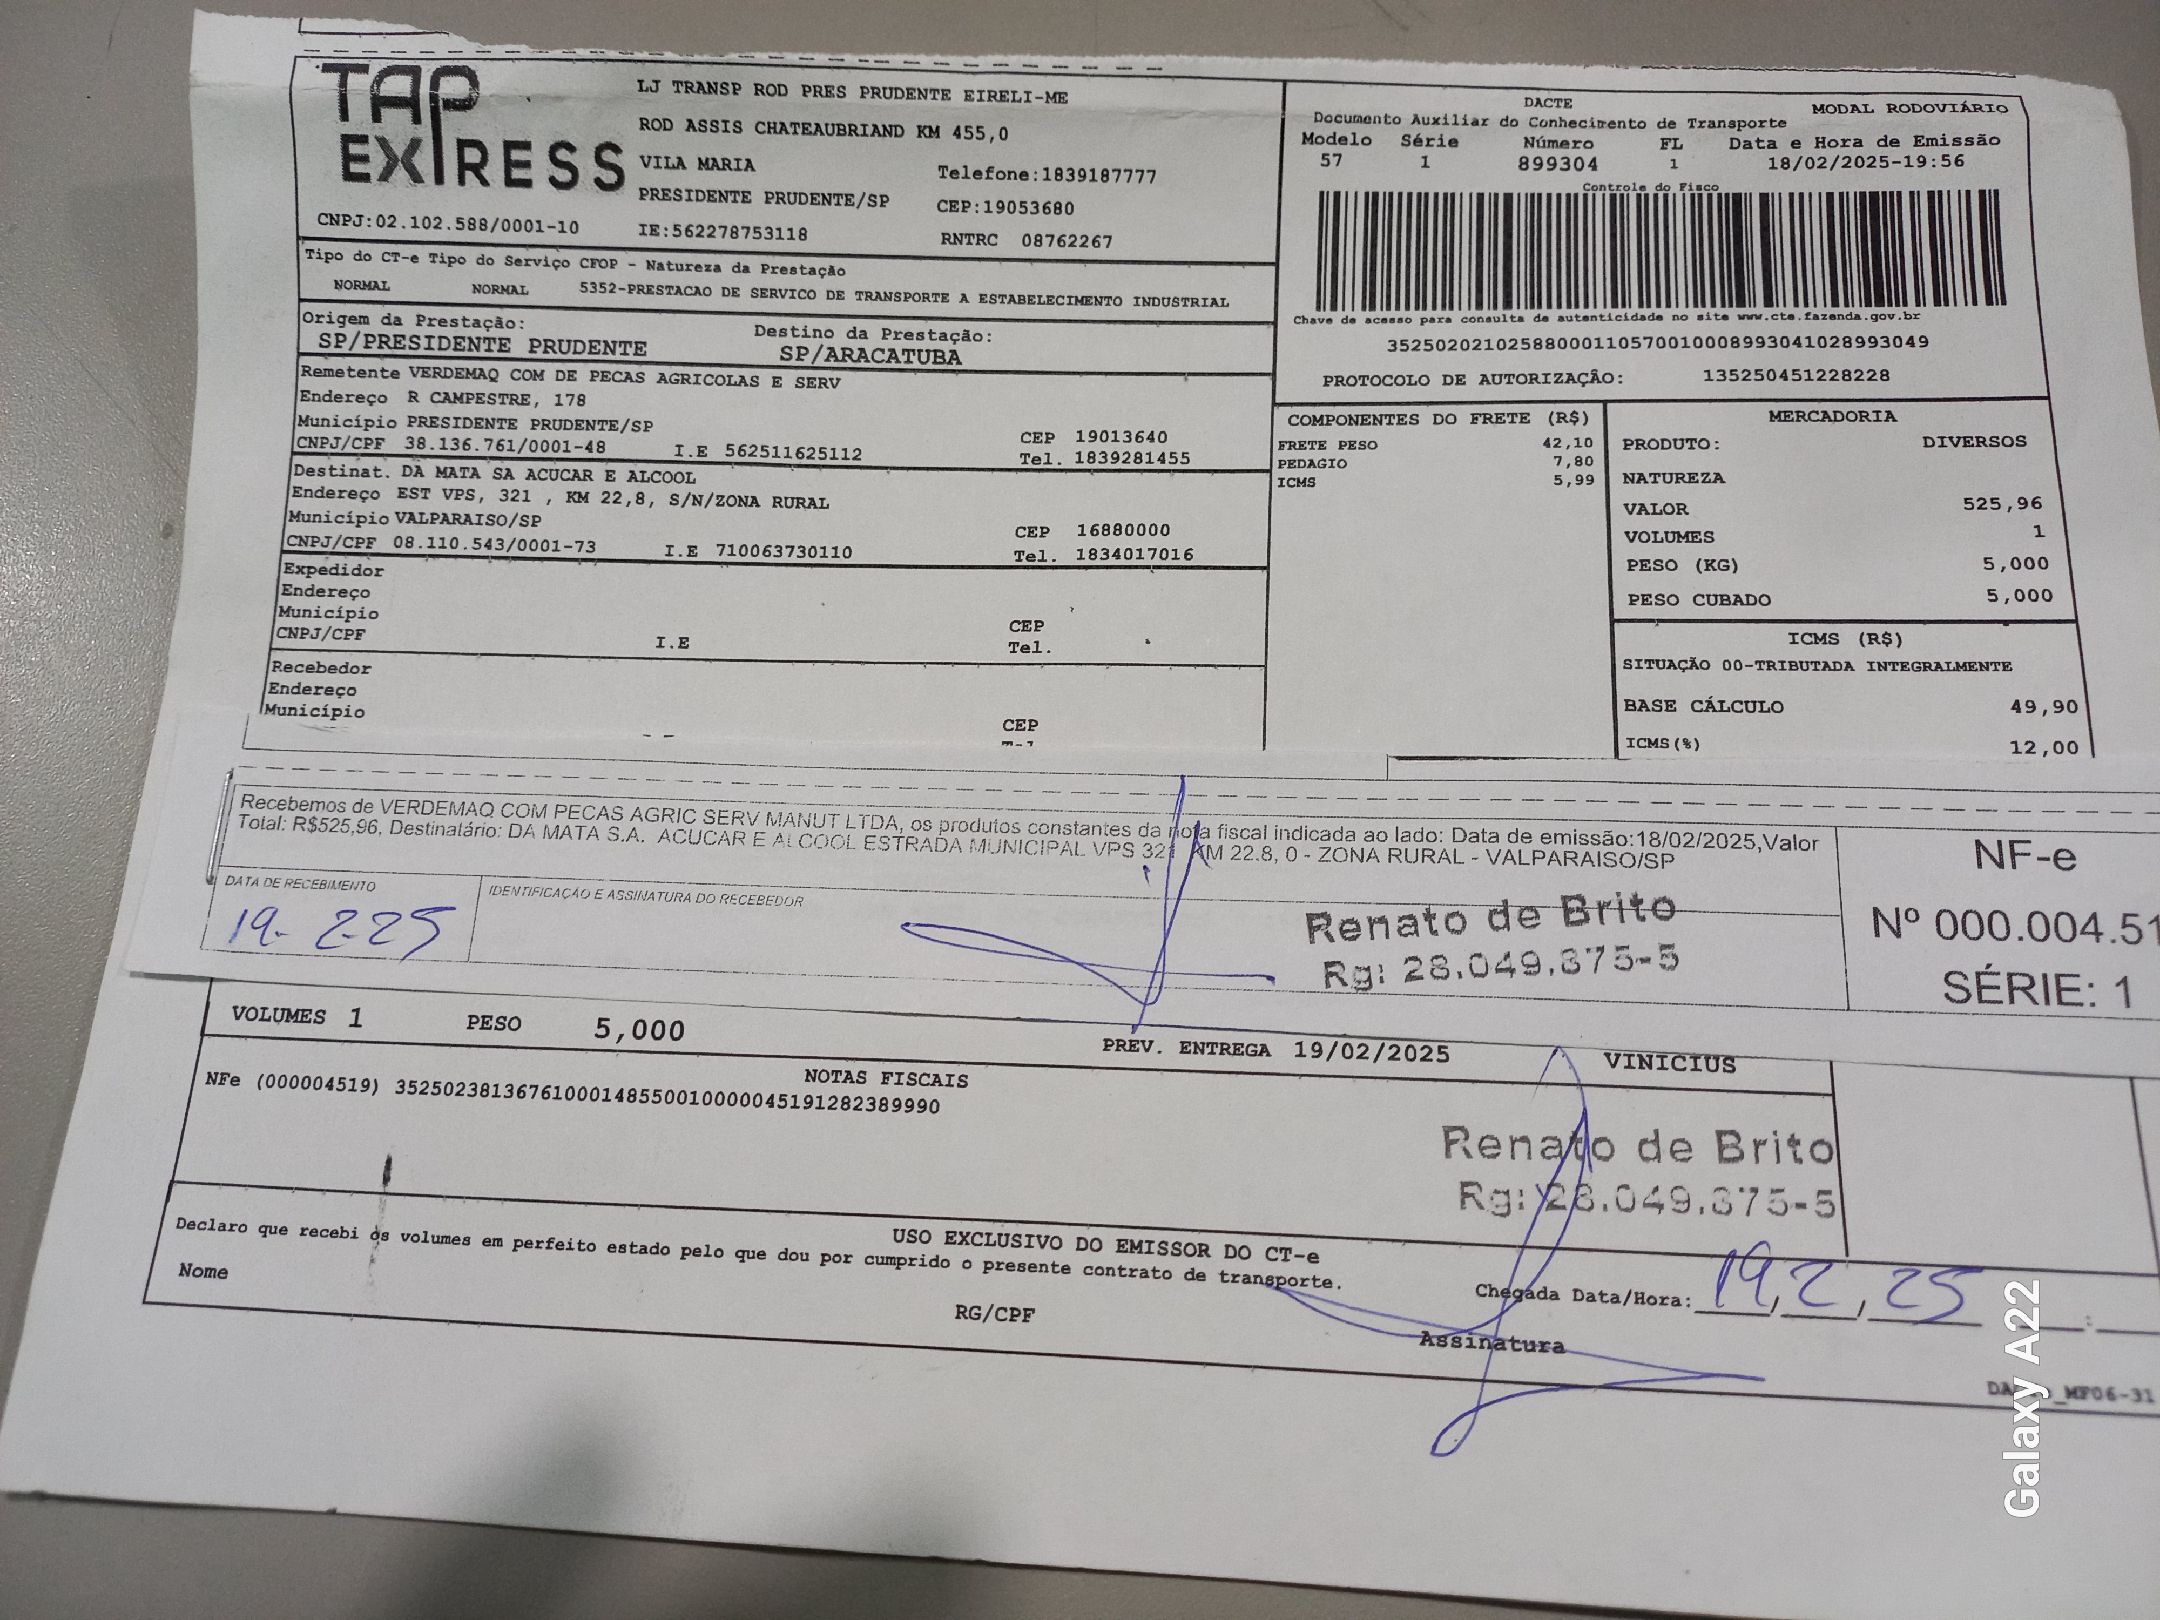 TAP
EXPRESS
LJ TRANSP ROD PRES PRUDENTE EIRELI-ME
ROD ASSIS CHATEAUBRIAND KM 455,0
VILA MARIA
Telefone:1839187777
PRESIDENTE PRUDENTE/SP
CEP:19053680
CNPJ:02.102.588/0001-10
IE:562278753118
RNTRC 08762267
DACTE
MODAL RODOVIÁRIO
Documento Auxiliar do Conhecimento de Transporte
Modelo Série Número FL Data e Hora de Emissão
57 1 899304 1 18/02/2025-19:56
Controle do Fisco
Chave de acesso para consulta de autenticidade no site www.cte.fazenda.gov.br
35250202102588000110570010008993041028993049
PROTOCOLO DE AUTORIZAÇÃO: 135250451228228
Tipo do CT-e Tipo do Serviço CFOP - Natureza da Prestação
NORMAL NORMAL 5352-PRESTACAO DE SERVICO DE TRANSPORTE A ESTABELECIMENTO INDUSTRIAL
Origem da Prestação: Destino da Prestação:
SP/PRESIDENTE PRUDENTE SP/ARACATUBA
Remetente VERDEMAQ COM DE PECAS AGRICOLAS E SERV
Endereço R CAMPESTRE, 178
Município PRESIDENTE PRUDENTE/SP CEP 19013640
CNPJ/CPF 38.136.761/0001-48 I.E 562511625112 Tel. 1839281455
Destinat. DA MATA SA ACUCAR E ALCOOL
Endereço EST VPS, 321 , KM 22,8, S/N/ZONA RURAL
Município VALPARAISO/SP CEP 16880000
CNPJ/CPF 08.110.543/0001-73 I.E 710063730110 Tel. 1834017016
Expedidor
Endereço
Município CEP
CNPJ/CPF I.E Tel.
Recebedor
Endereço
Município CEP
COMPONENTES DO FRETE (R$)
FRETE PESO 42,10
PEDAGIO 7,80
ICMS 5,99
MERCADORIA
PRODUTO: DIVERSOS
NATUREZA
VALOR 525,96
VOLUMES 1
PESO (KG) 5,000
PESO CUBADO 5,000
ICMS (R$)
SITUAÇÃO 00-TRIBUTADA INTEGRALMENTE
BASE CÁLCULO 49,90
ICMS(%) 12,00
Recebemos de VERDEMAQ COM PECAS AGRIC SERV MANUT LTDA, os produtos constantes da nota fiscal indicada ao lado: Data de emissão:18/02/2025,Valor
Total: R$525,96, Destinatário: DA MATA S.A. ACUCAR E ALCOOL ESTRADA MUNICIPAL VPS 321 KM 22.8, 0 - ZONA RURAL - VALPARAISO/SP
DATA DE RECEBIMENTO
19-2-25
IDENTIFICAÇÃO E ASSINATURA DO RECEBEDOR
Renato de Brito
Rg: 28.049.375-5
NF-e
Nº 000.004.51
SÉRIE: 1
VOLUMES 1 PESO 5,000 PREV. ENTREGA 19/02/2025 VINICIUS
NOTAS FISCAIS
NFe (000004519) 35250238136761000148550010000045191282389990
Renato de Brito
Rg: 28.049.375-5
USO EXCLUSIVO DO EMISSOR DO CT-e
Declaro que recebi os volumes em perfeito estado pelo que dou por cumprido o presente contrato de transporte.
Nome
RG/CPF
Chegada Data/Hora: 19, 2, 25 :
Assinatura
MF06-31
Galaxy A22